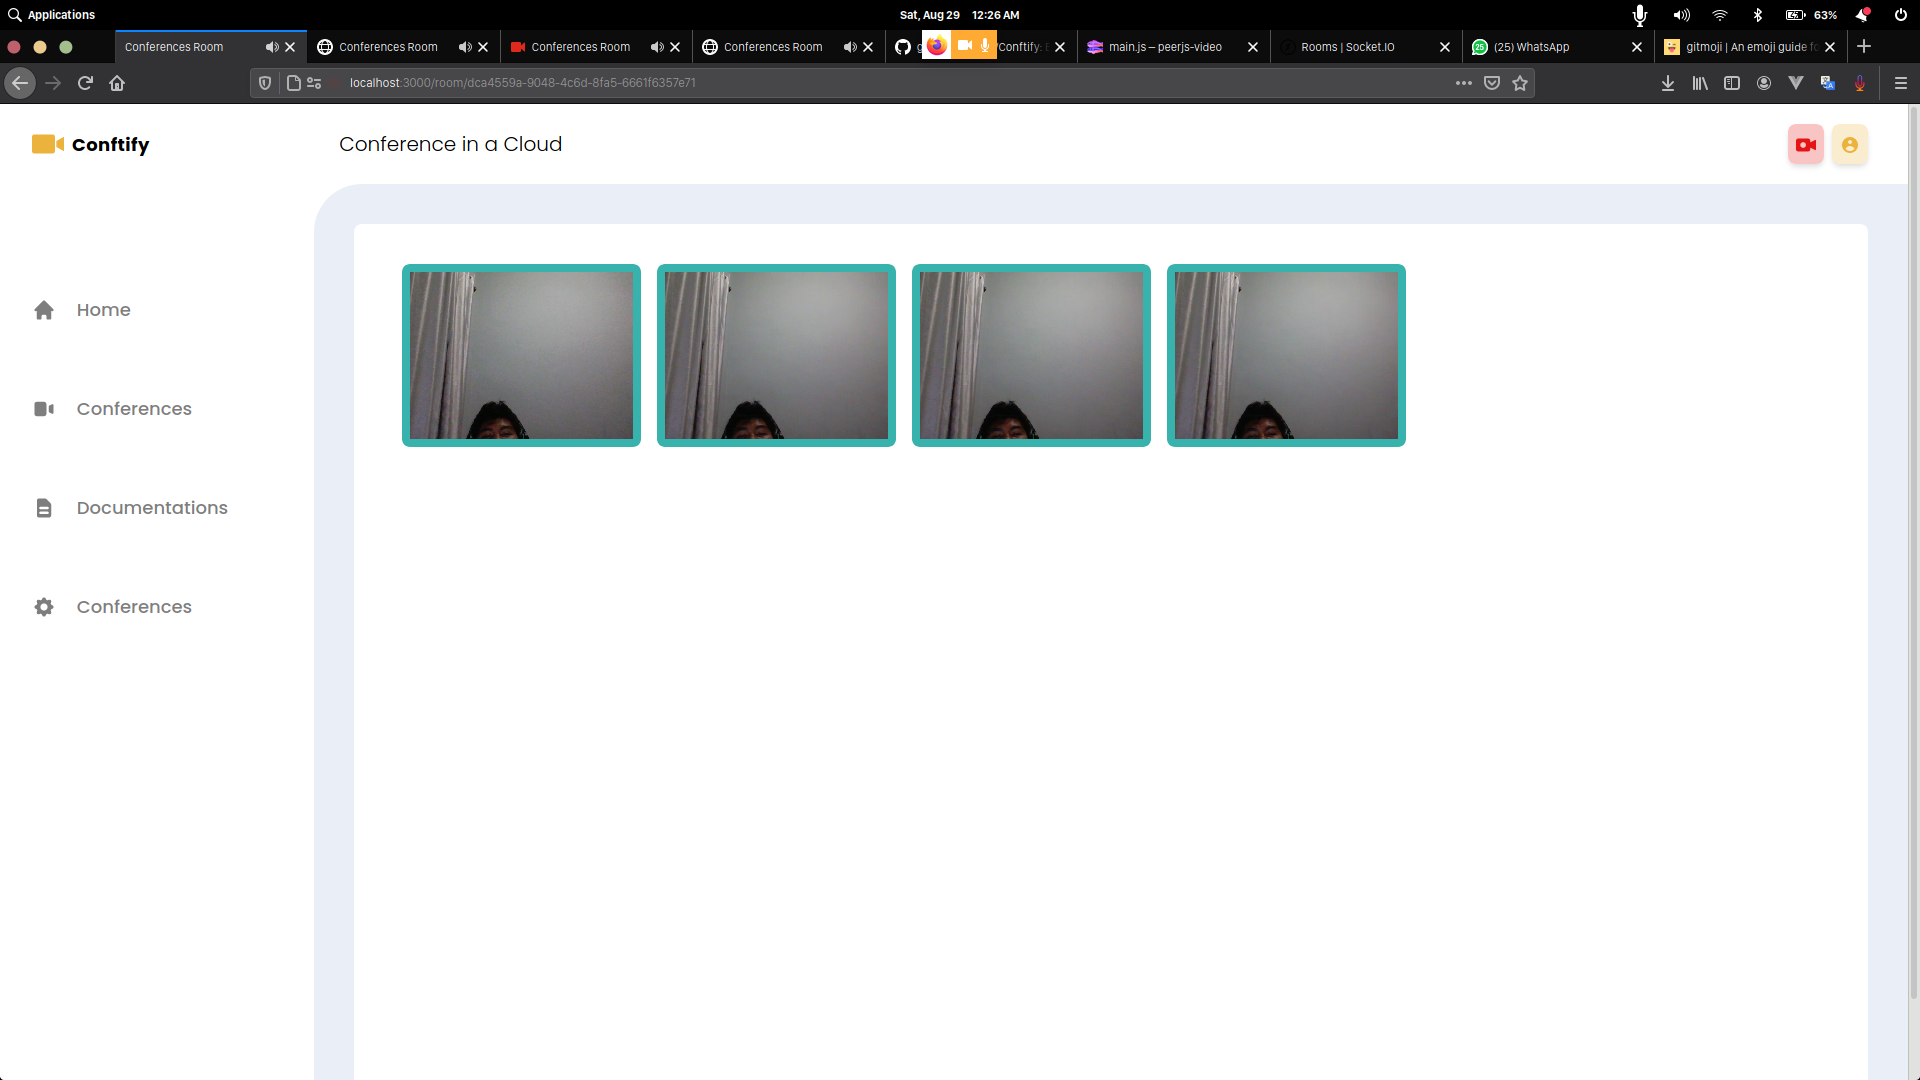 Applications
Sat, Aug 29 12:26 AM
63%
Conferences Room
Conferences Room
Conferences Room
Conferences Room
/Conftify:
main.js – peerjs-video
Rooms | Socket.IO
25 (25) WhatsApp
gitmoji | An emoji guide fo
localhost:3000/room/dca4559a-9048-4c6d-8fa5-6661f6357e71
Conftify
Conference in a Cloud
Home
Conferences
Documentations
Conferences